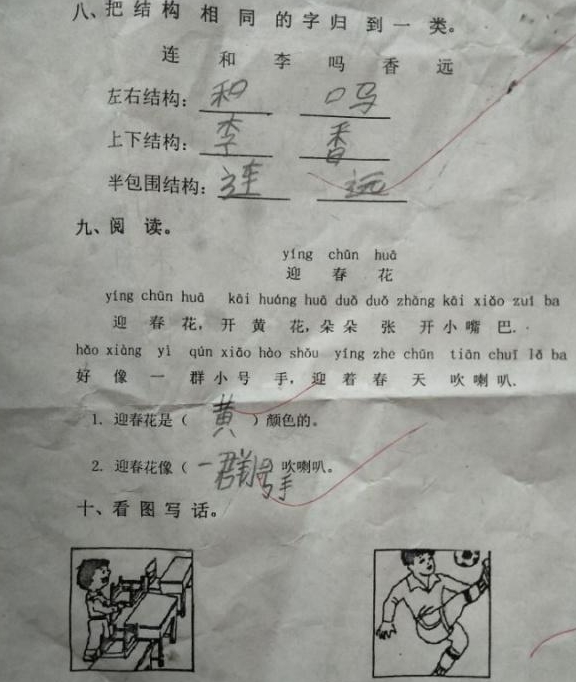 八、把结构相同的字归到一类。
连 和 李 吗 香 远
左右结构：和 吗
上下结构：李 香
半包围结构：连 远
九、阅 读。
yíng chūn huā
迎 春 花
yíng chūn huā kāi huáng huā duǒ duǒ zhāng kāi xiǎo zuǐ ba
迎 春 花，开 黄 花，朵 朵 张 开 小 嘴 巴.
hǎo xiàng yì qún xiǎo hào shǒu yíng zhe chūn tiān chuī lǎ ba
好 像 一 群 小 号 手，迎 着 春 天 吹 喇 叭.
1. 迎春花是（ 黄 ）颜色的。
2. 迎春花像（ 一群小号手 吹喇叭。
十、看 图 写 话。